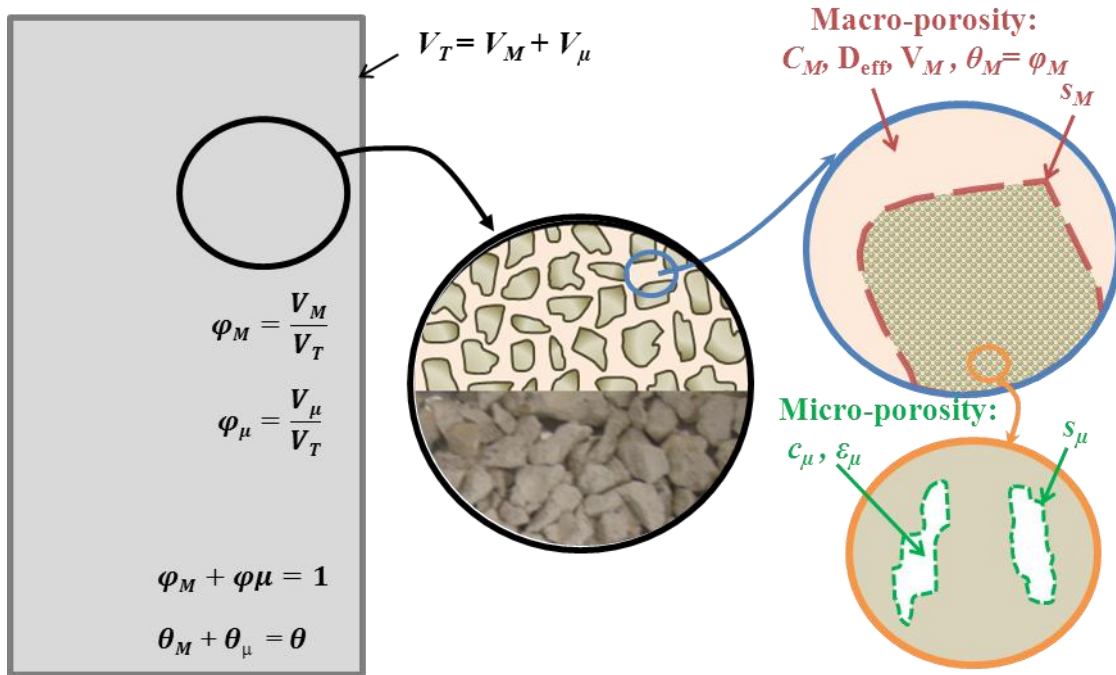 V_T = V_M + V_μ
φ_M = V_M / V_T
φ_μ = V_μ / V_T
φ_M + φμ = 1
θ_M + θ_μ = θ
Macro-porosity:
C_M, D_eff, V_M , θ_M = φ_M
s_M
Micro-porosity:
c_μ , ε_μ
s_μ